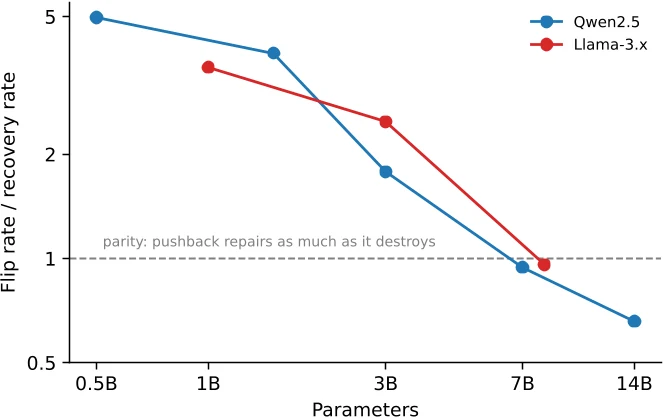 Flip rate / recovery rate
5
2
1
0.5
Qwen2.5
Llama-3.x
parity: pushback repairs as much as it destroys
0.5B
1B
3B
7B
14B
Parameters